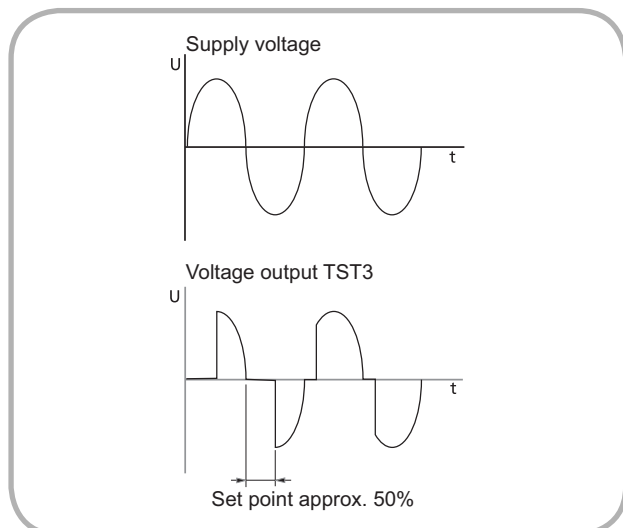 Supply voltage
U
t
Voltage output TST3
U
t
Set point approx. 50%